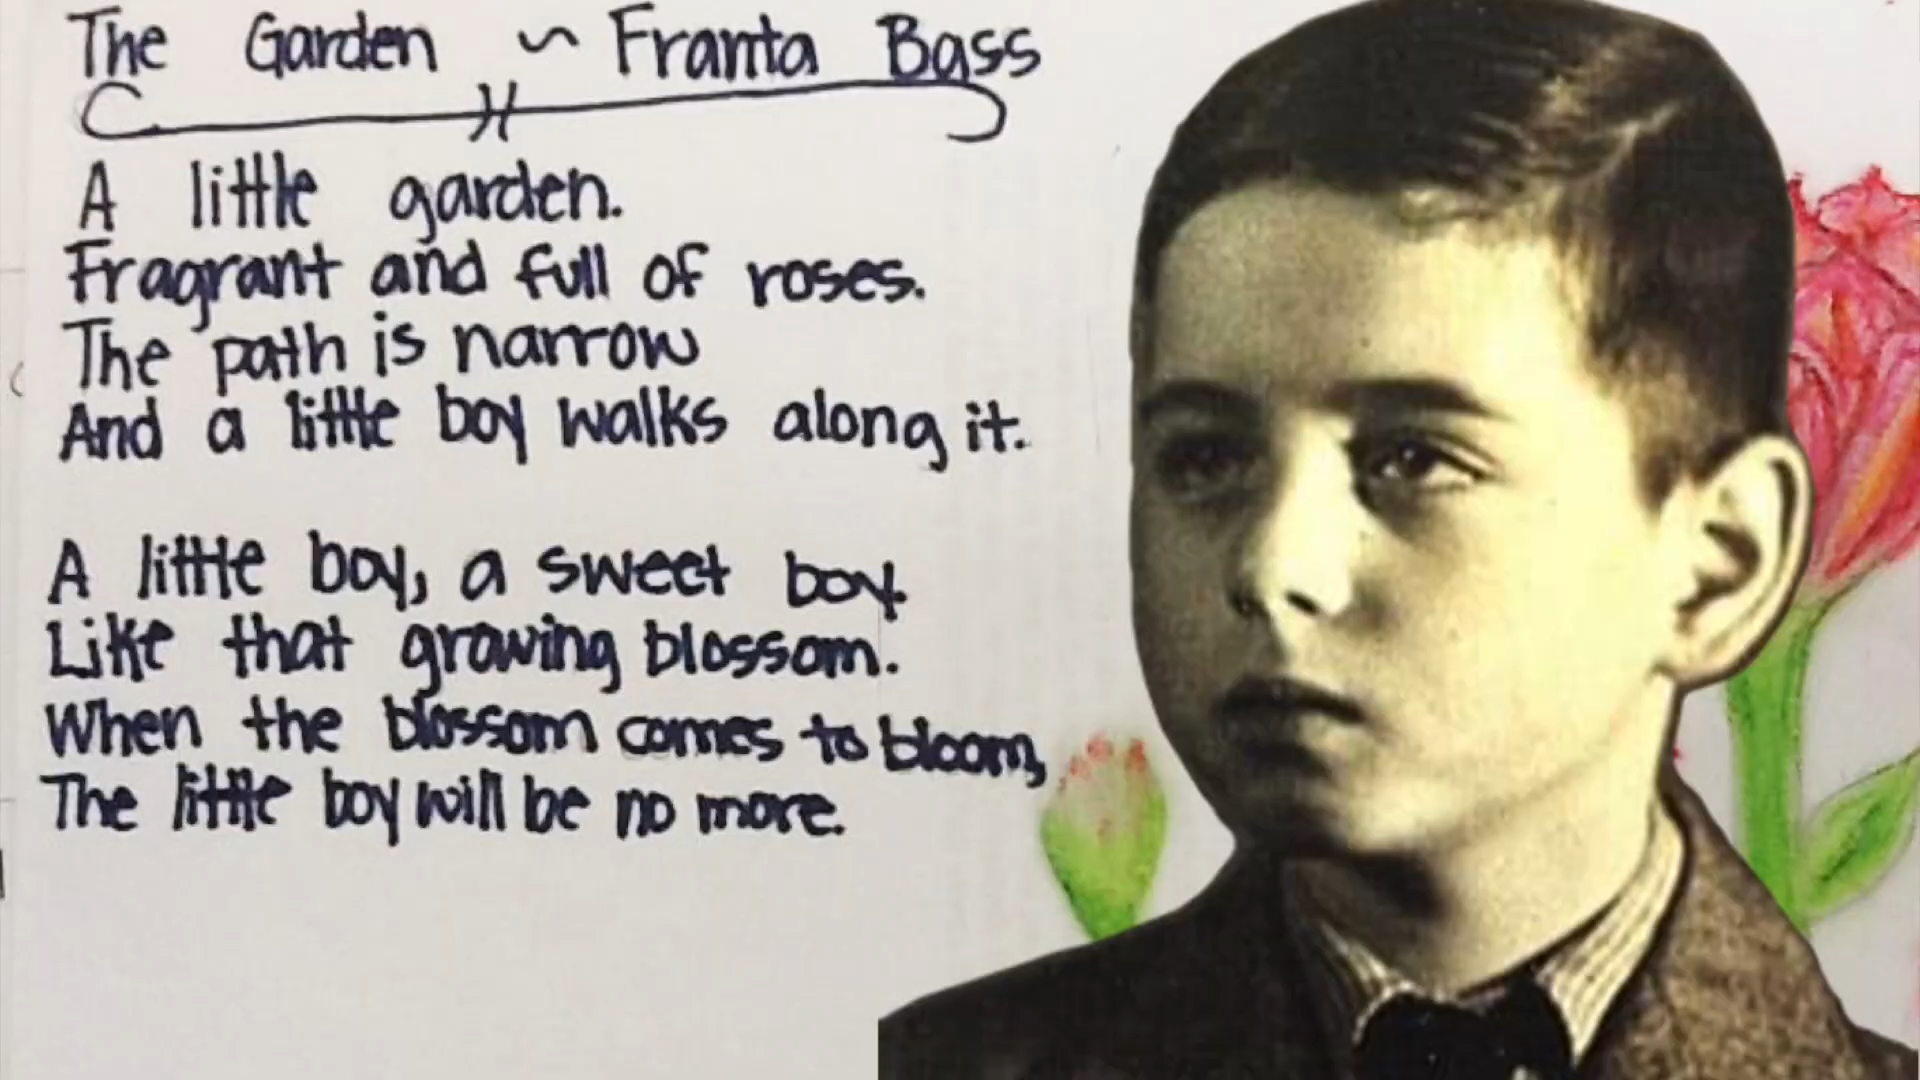 The Garden ~ Franta Bass
A little garden.
Fragrant and full of roses.
The path is narrow
And a little boy walks along it.
A little boy, a sweet boy.
Like that growing blossom.
When the blossom comes to bloom,
The little boy will be no more.